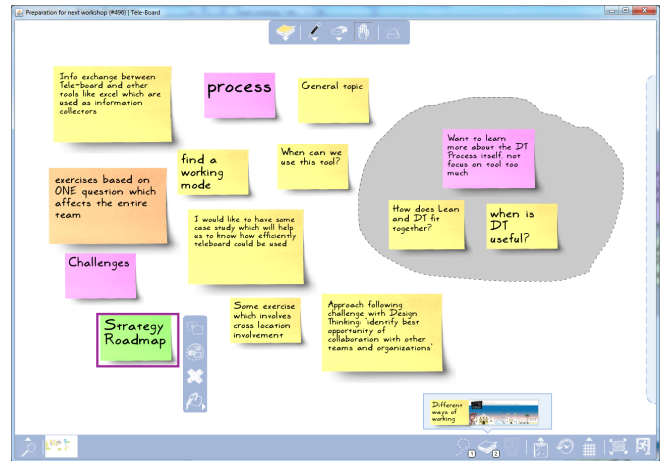 Preparation for next workshop (#496) | Tele-Board
Info exchange between
Tele-board and other
tools like excel which are
used as information
collectors
process
General topic
Want to learn
more about the DT
Process itself, not
focus on tool too
much
find a
working
mode
When can we
use this tool?
exercises based on
ONE question which
affects the entire
team
I would like to have some
case study which will help
us to know how efficiently
teleboard could be used
How does Lean
and DT fit
together?
when is
DT
useful?
Challenges
Strategy
Roadmap
Some exercise
which involves
cross location
involvement
Approach following
challenge with Design
Thinking: 'identify best
opportunity of
collaboration with other
teams and organizations'
Different
ways of
working
1
2